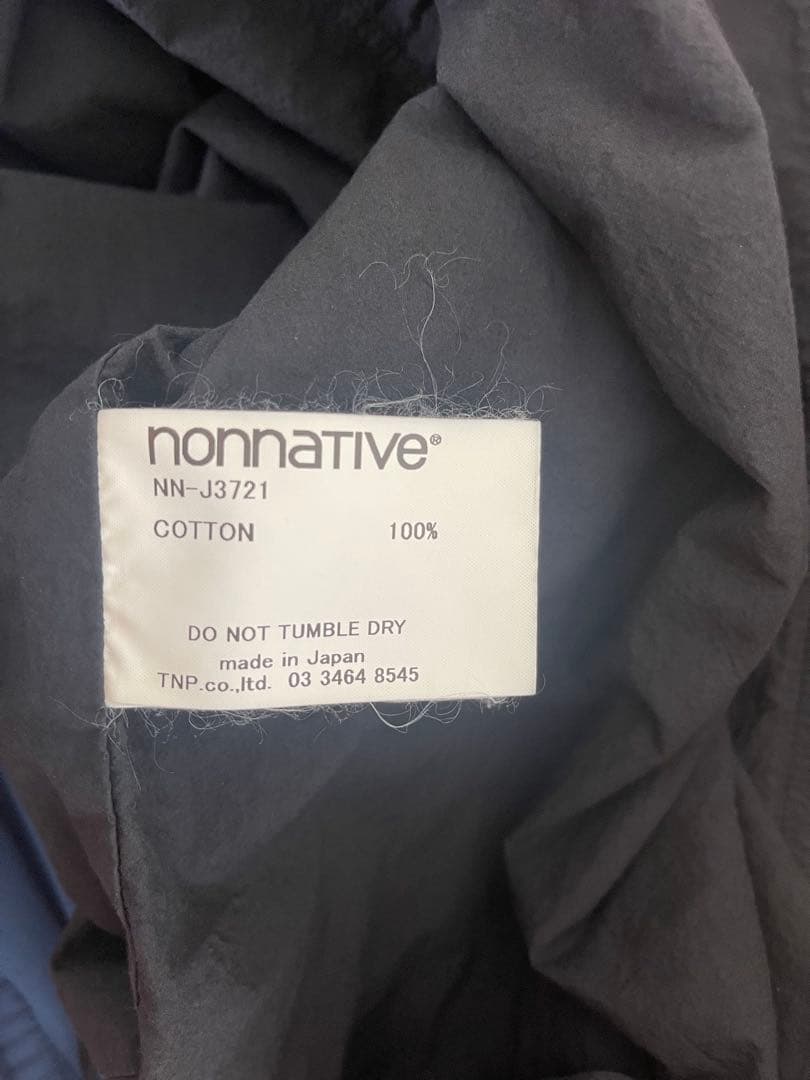 nonnaTIVe®
NN-J3721
COTTON 100%
DO NOT TUMBLE DRY
made in Japan
TNP.co.,ltd. 03 3464 8545